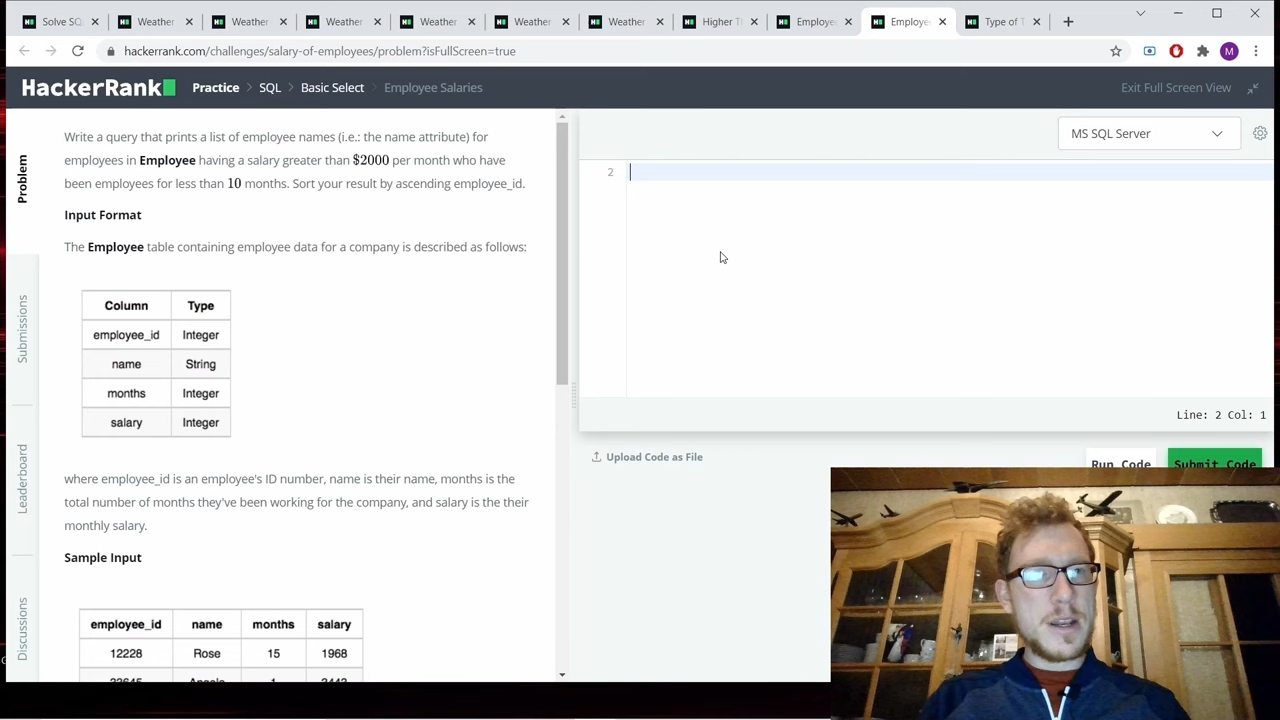 Solve SQ
Weather
Weather
Weather
Weather
Weather
Weather
Higher T
Employe
Employe
Type of T
hackerrank.com/challenges/salary-of-employees/problem?isFullScreen=true
M
HackerRank
Practice > SQL > Basic Select > Employee Salaries
Exit Full Screen View
Problem
Submissions
Leaderboard
Discussions
Write a query that prints a list of employee names (i.e.: the name attribute) for
employees in Employee having a salary greater than $2000 per month who have
been employees for less than 10 months. Sort your result by ascending employee_id.
Input Format
The Employee table containing employee data for a company is described as follows:
Column Type
employee_id Integer
name String
months Integer
salary Integer
where employee_id is an employee's ID number, name is their name, months is the
total number of months they've been working for the company, and salary is the their
monthly salary.
Sample Input
employee_id name months salary
12228 Rose 15 1968
33645 Angela 1 3443
MS SQL Server
2
Line: 2 Col: 1
Upload Code as File
Run Code
Submit Code